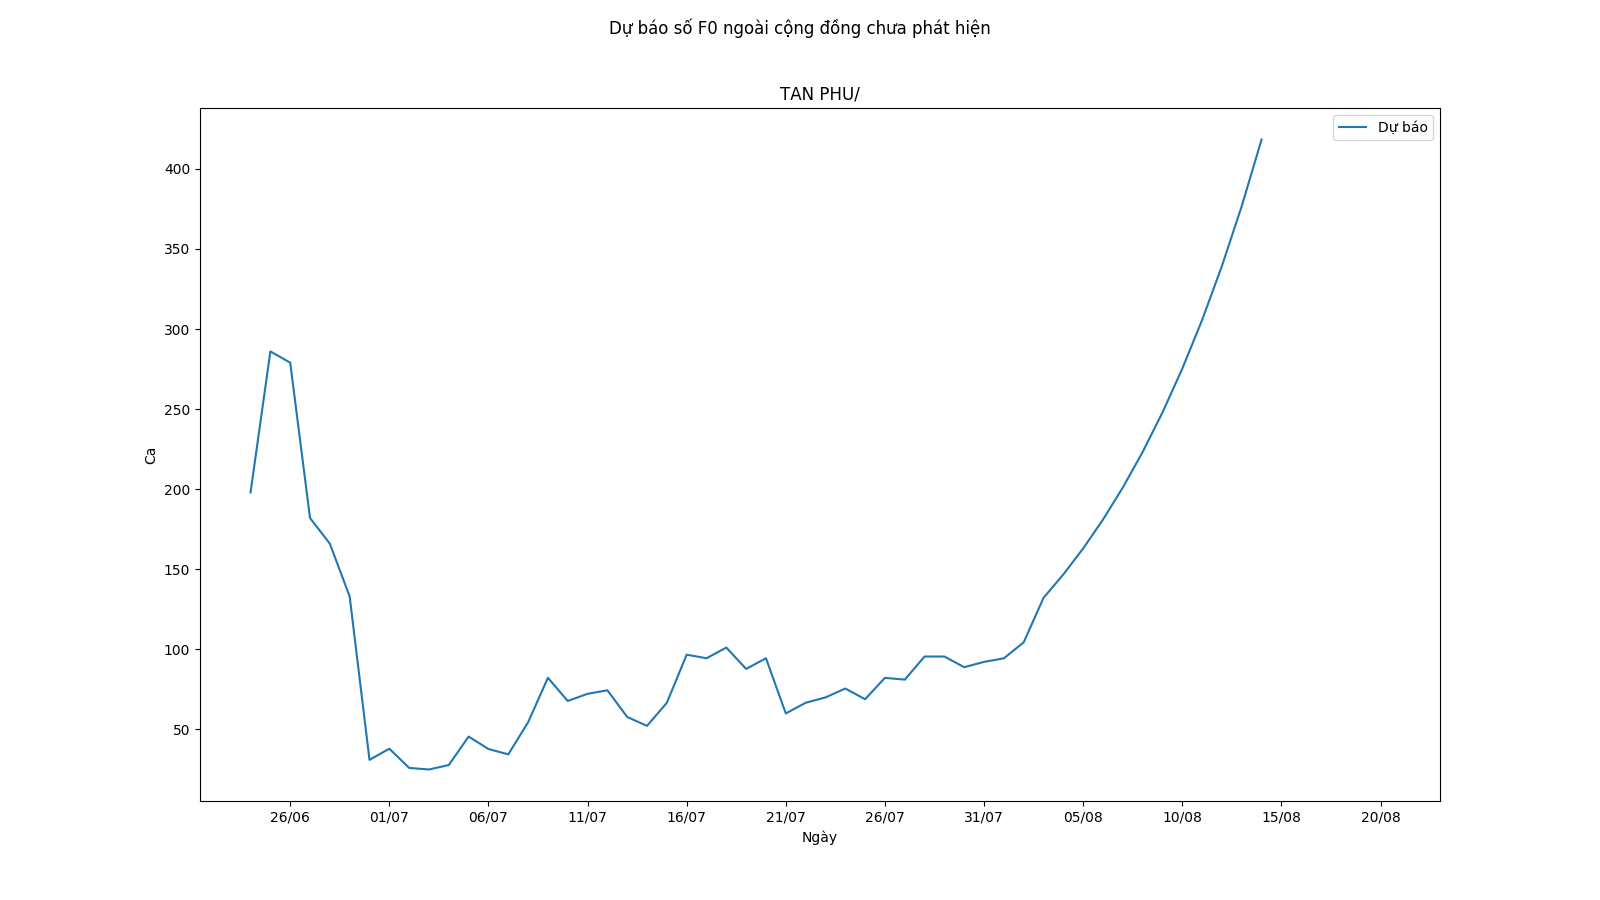 Dự báo số F0 ngoài cộng đồng chưa phát hiện
TAN PHU/
Dự báo
400
350
300
250
200
150
100
50
Ca
26/06 01/07 06/07 11/07 16/07 21/07 26/07 31/07 05/08 10/08 15/08 20/08
Ngày